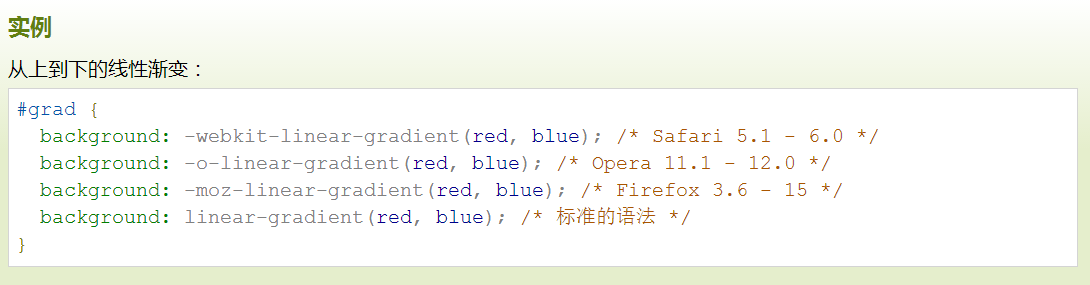 实例
从上到下的线性渐变：
#grad {
  background: -webkit-linear-gradient(red, blue); /* Safari 5.1 - 6.0 */
  background: -o-linear-gradient(red, blue); /* Opera 11.1 - 12.0 */
  background: -moz-linear-gradient(red, blue); /* Firefox 3.6 - 15 */
  background: linear-gradient(red, blue); /* 标准的语法 */
}